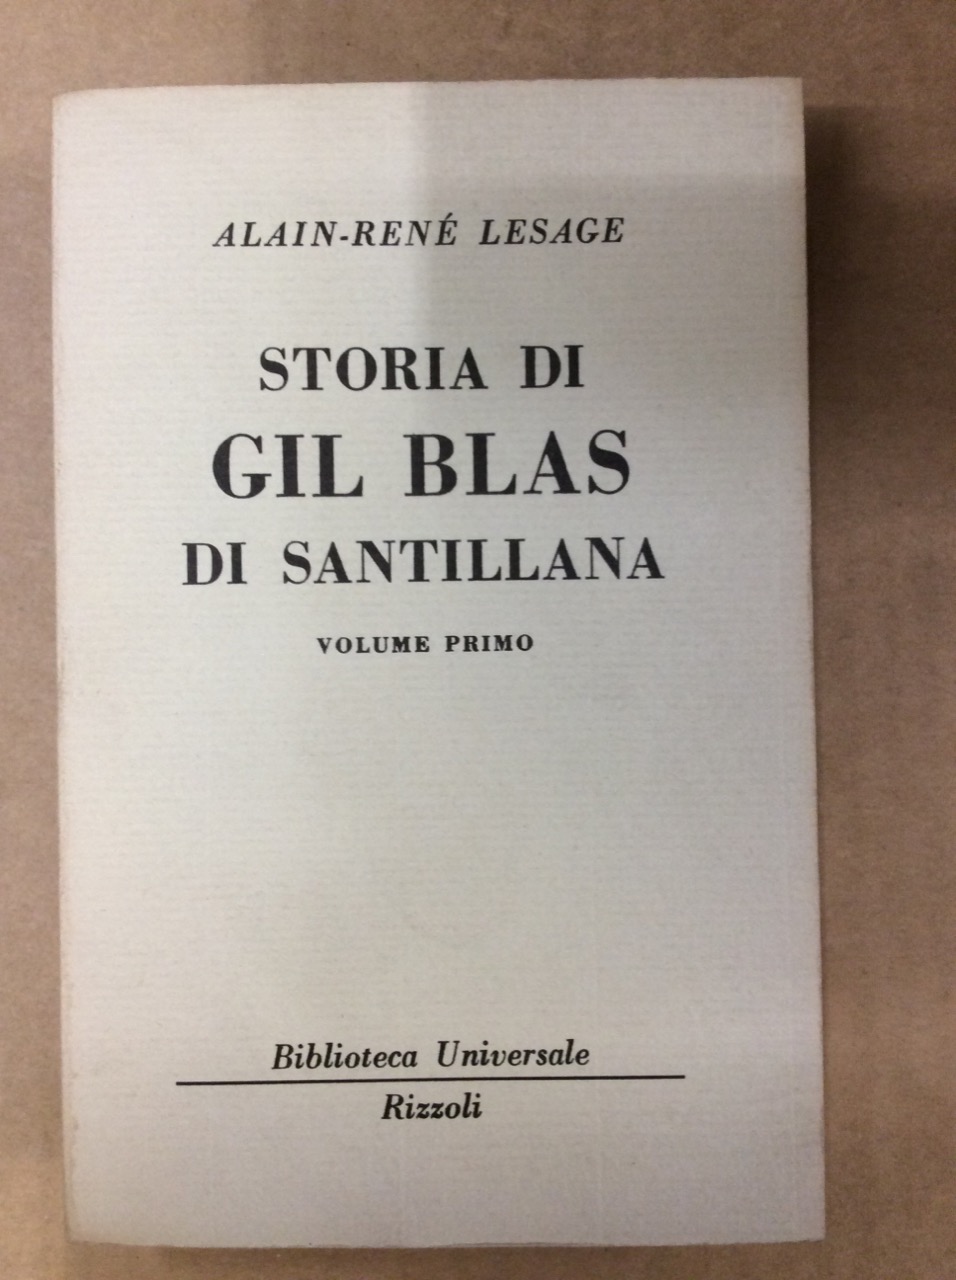 ALAIN-RENÉ LESAGE
STORIA DI
GIL BLAS
DI SANTILLANA
VOLUME PRIMO
Biblioteca Universale
Rizzoli